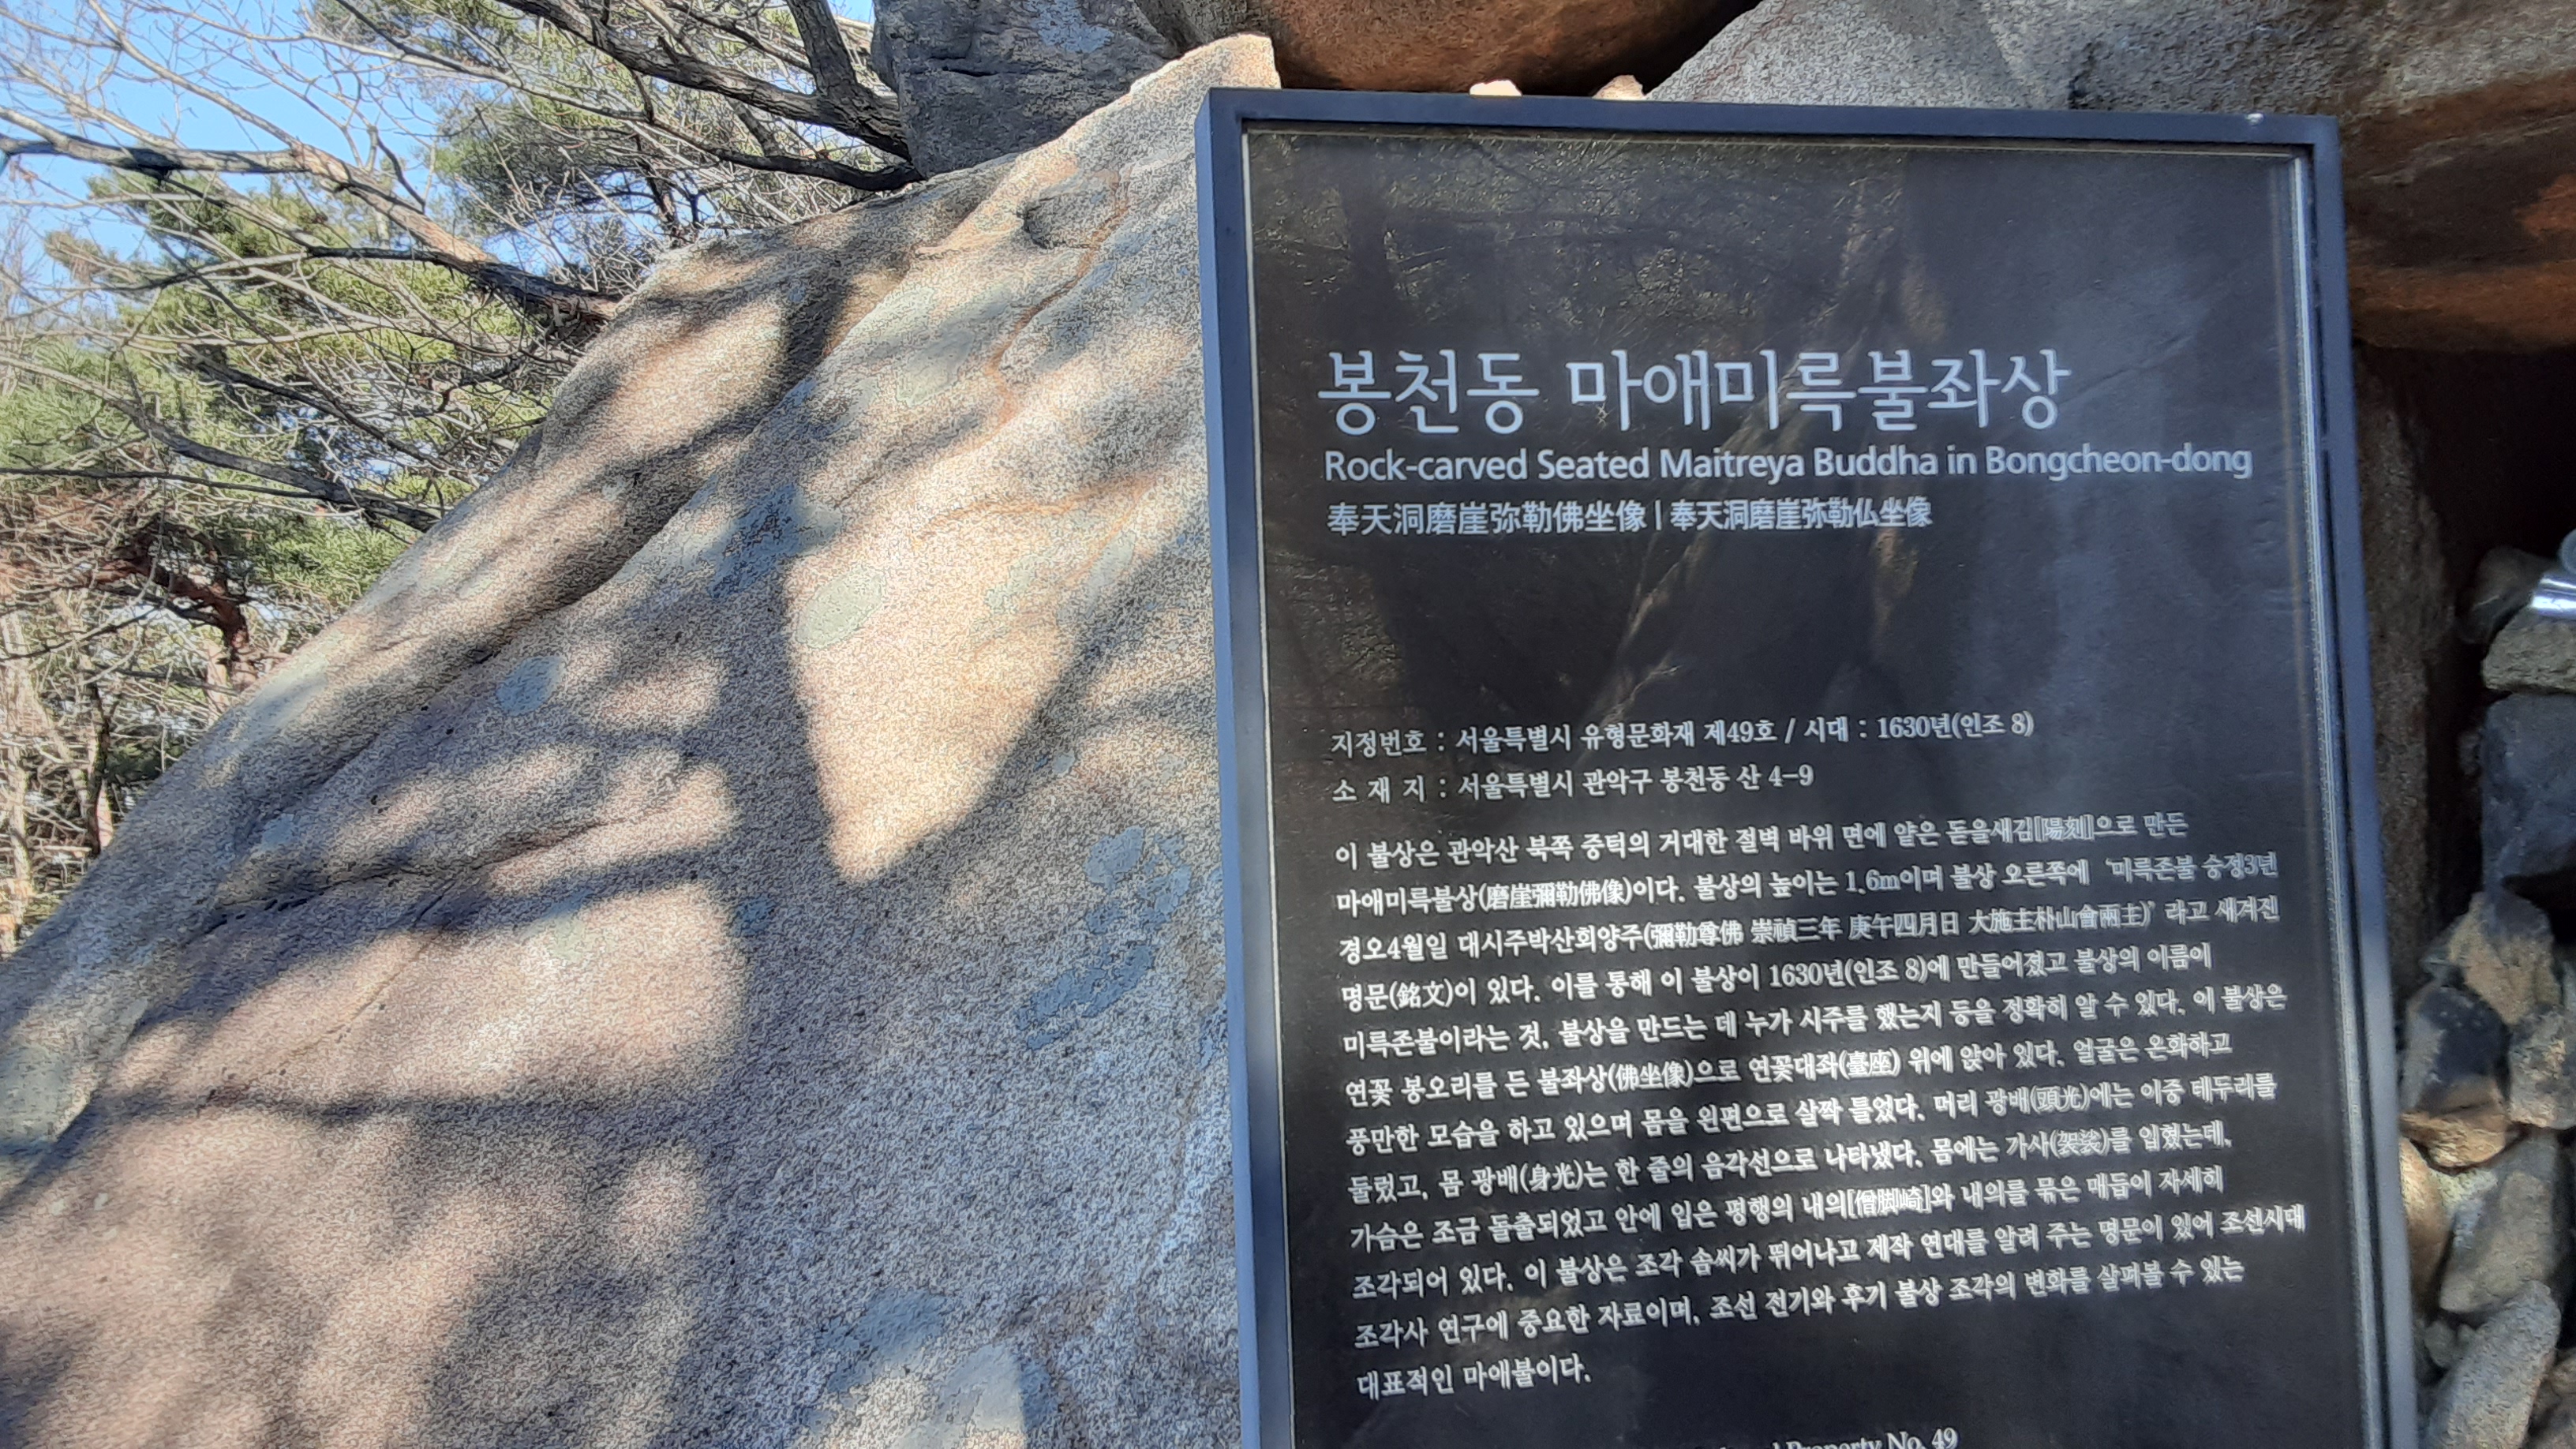 봉천동 마애미륵불좌상
Rock-carved Seated Maitreya Buddha in Bongcheon-dong
奉天洞磨崖弥勒佛坐像 | 奉天洞磨崖弥勒仏坐像
지정번호 : 서울특별시 유형문화재 제49호 / 시대 : 1630년(인조 8)
소 재 지 : 서울특별시 관악구 봉천동 산 4-9
이 불상은 관악산 북쪽 중턱의 거대한 절벽 바위 면에 얕은 돋을새김[陽刻]으로 만든
마애미륵불상(磨崖彌勒佛像)이다. 불상의 높이는 1.6m이며 불상 오른쪽에 ‘미륵존불 숭정3년
경오4월일 대시주박산회양주(彌勒尊佛 崇禎三年 庚午四月日 大施主朴山會兩主)’ 라고 새겨진
명문(銘文)이 있다. 이를 통해 이 불상이 1630년(인조 8)에 만들어졌고 불상의 이름이
미륵존불이라는 것, 불상을 만드는 데 누가 시주를 했는지 등을 정확히 알 수 있다. 이 불상은
연꽃 봉오리를 든 불좌상(佛坐像)으로 연꽃대좌(臺座) 위에 앉아 있다. 얼굴은 온화하고
풍만한 모습을 하고 있으며 몸을 왼편으로 살짝 틀었다. 머리 광배(頭光)에는 이중 테두리를
둘렀고, 몸 광배(身光)는 한 줄의 음각선으로 나타냈다. 몸에는 가사(袈裟)를 입혔는데,
가슴은 조금 돌출되었고 안에 입은 평행의 내의[僧脚崎]와 내의를 묶은 매듭이 자세히
조각되어 있다. 이 불상은 조각 솜씨가 뛰어나고 제작 연대를 알려 주는 명문이 있어 조선시대
조각사 연구에 중요한 자료이며, 조선 전기와 후기 불상 조각의 변화를 살펴볼 수 있는
대표적인 마애불이다.
Property No. 49